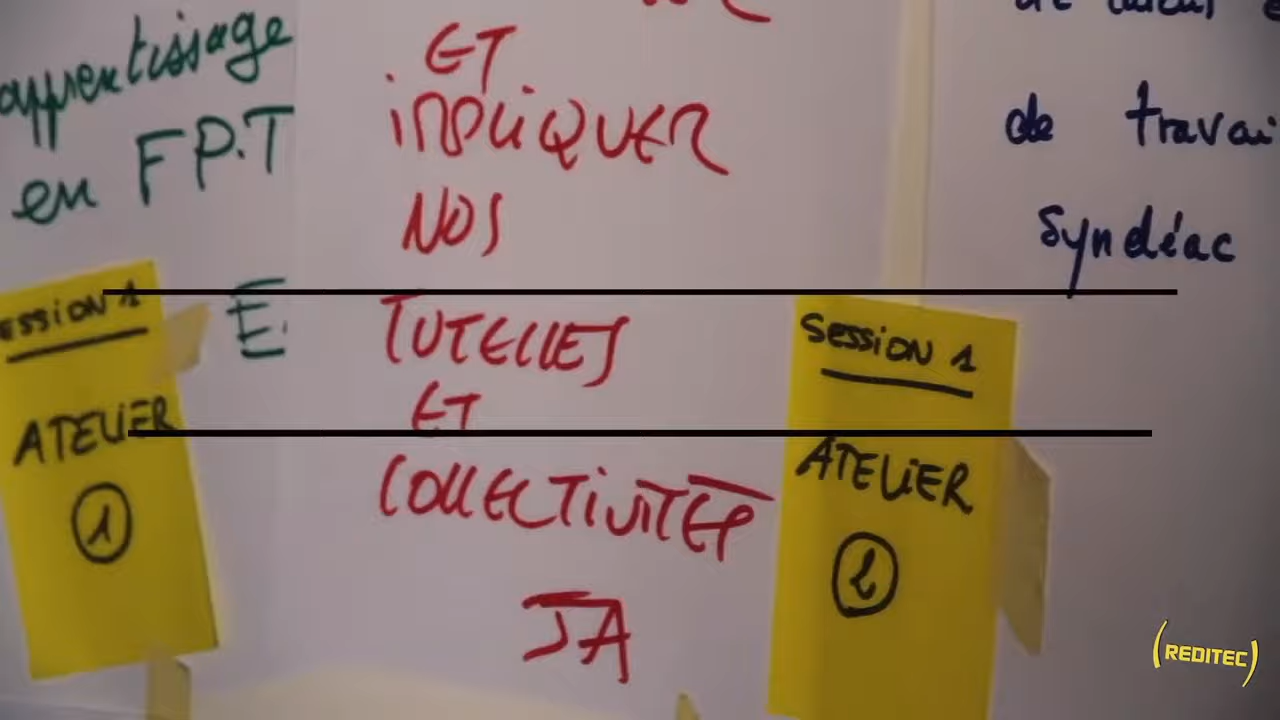 apprentissage
en F P.T
E.
SESSION 1
ATELIER
1
ET
iMPLiQUER
NOS
TUTELLES
ET
COLLECTiViTES
JA
de travai
Syndéac
SESSiON 1
ATELiER
2
(REDITEC)